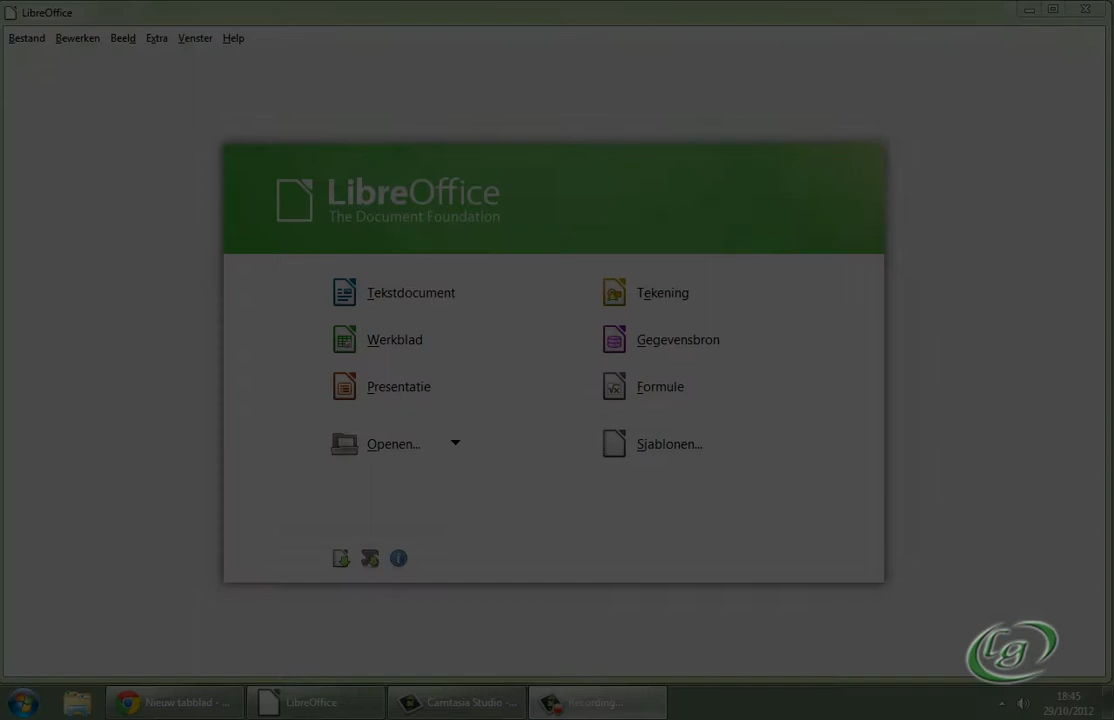 LibreOffice
Bestand Bewerken Beeld Extra Venster Help
LibreOffice
The Document Foundation
Tekstdocument
Tekening
Werkblad
Gegevensbron
Presentatie
Formule
Openen...
Sjablonen...
Lg
Nieuw tabblad - ...
LibreOffice
Camtasia Studio -...
Recording...
18:45
29/10/2012